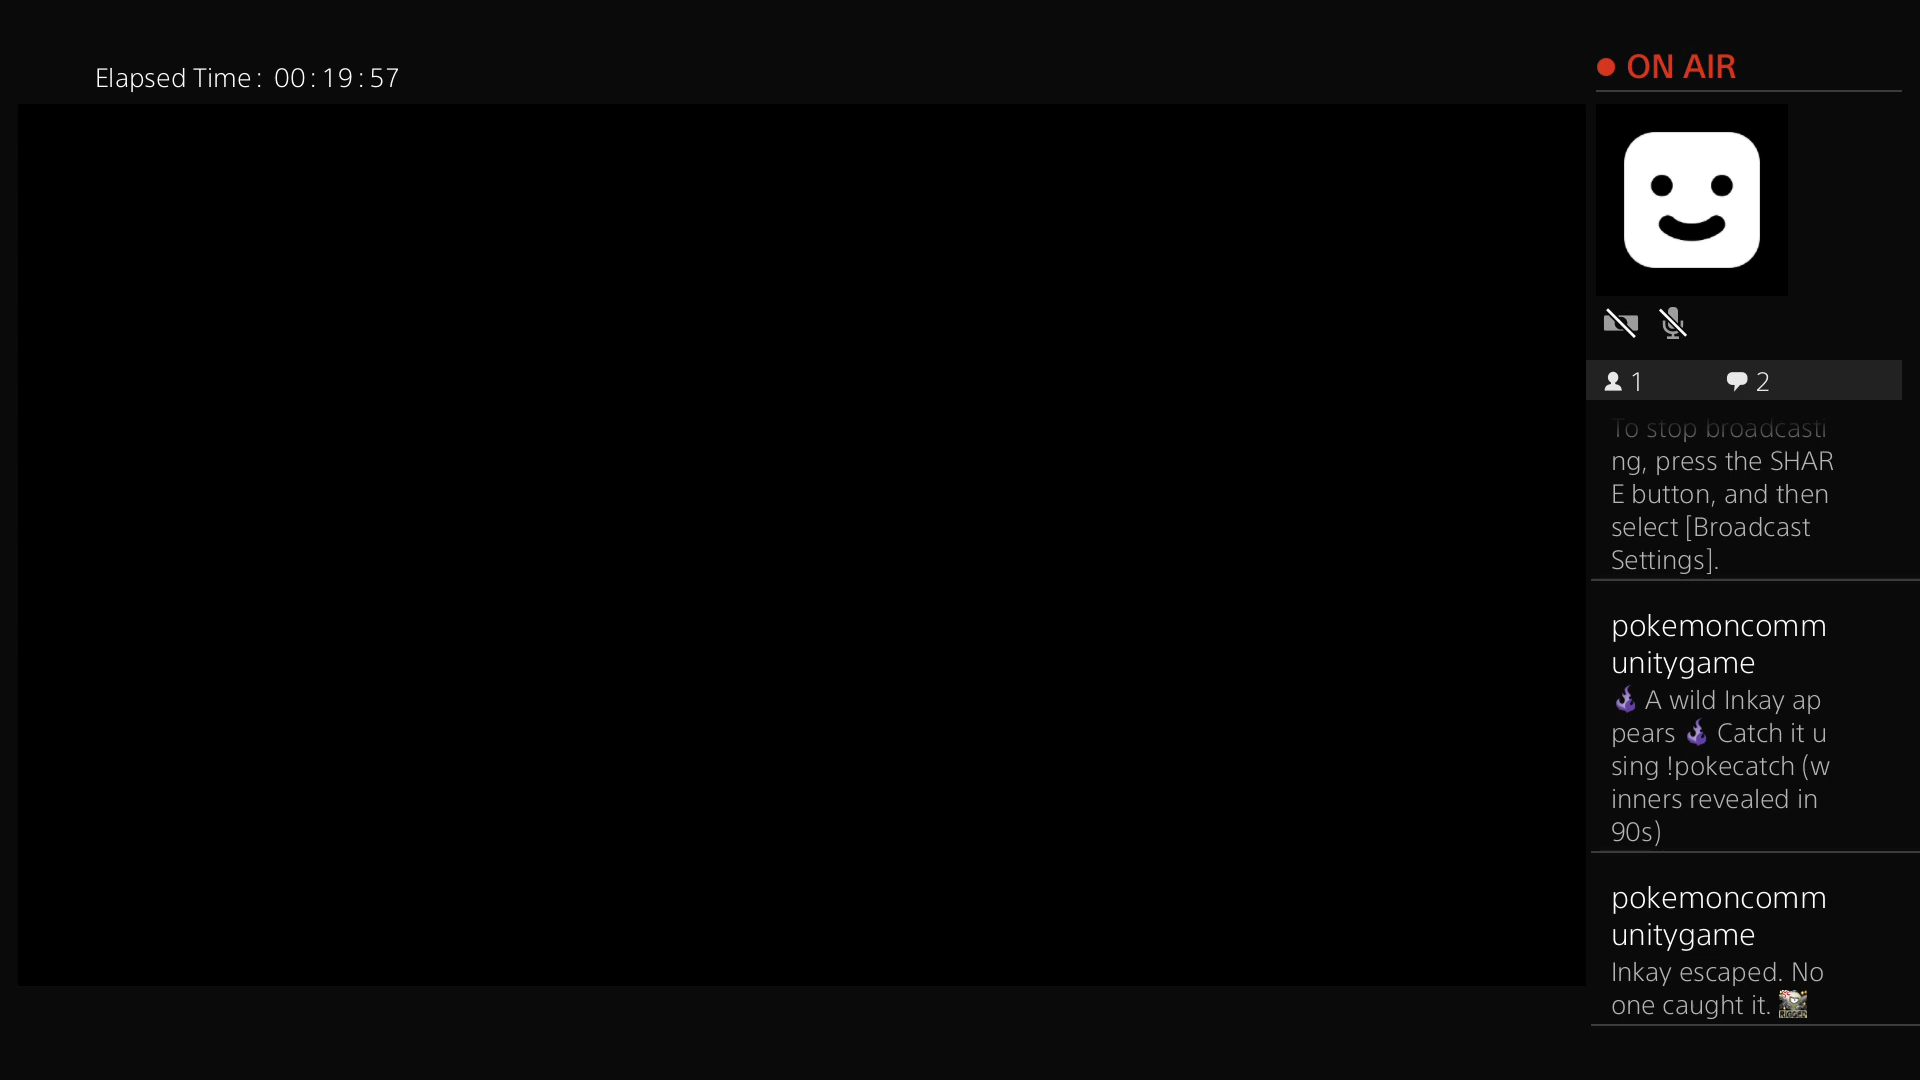 Elapsed Time: 00:19:57
ON AIR
1
2
To stop broadcasti
ng, press the SHAR
E button, and then
select [Broadcast
Settings].
pokemoncomm
unitygame
A wild Inkay ap
pears Catch it u
sing !pokecatch (w
inners revealed in
90s)
pokemoncomm
unitygame
Inkay escaped. No
one caught it.
RIGGED